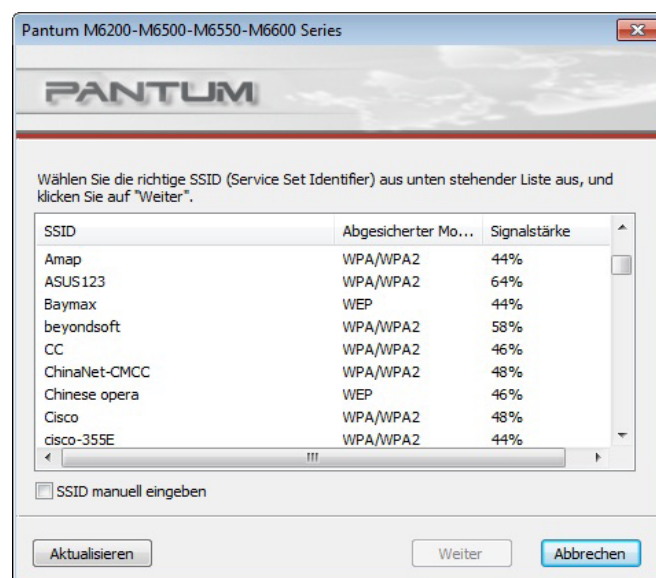 Pantum M6200-M6500-M6550-M6600 Series
PANTUM
Wählen Sie die richtige SSID (Service Set Identifier) aus unten stehender Liste aus, und
klicken Sie auf "Weiter".
SSID Abgesicherter Mo... Signalstärke
Amap WPA/WPA2 44%
ASUS123 WPA/WPA2 64%
Baymax WEP 44%
beyondsoft WPA/WPA2 58%
CC WPA/WPA2 46%
ChinaNet-CMCC WPA/WPA2 48%
Chinese opera WEP 46%
Cisco WPA/WPA2 48%
cisco-355E WPA/WPA2 44%
SSID manuell eingeben
Aktualisieren Weiter Abbrechen